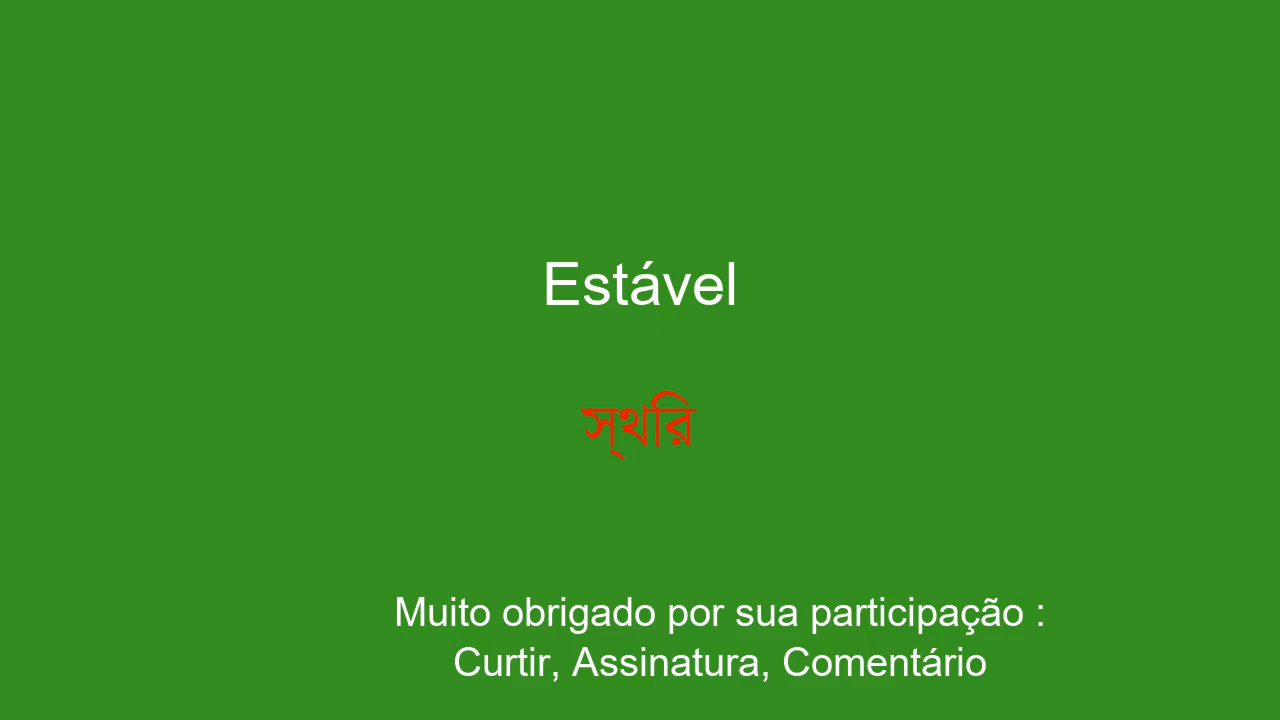 Estável
স্থির
Muito obrigado por sua participação :
Curtir, Assinatura, Comentário